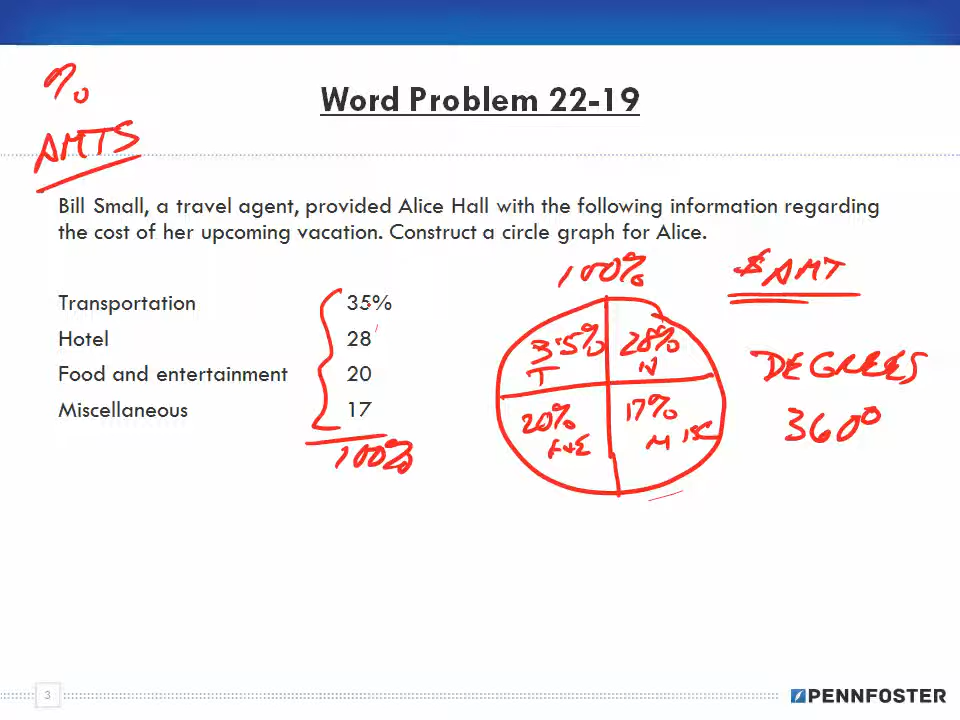 %
AMTS
Word Problem 22-19
Bill Small, a travel agent, provided Alice Hall with the following information regarding
the cost of her upcoming vacation. Construct a circle graph for Alice.
Transportation 35%
Hotel 28
Food and entertainment 20
Miscellaneous 17
100%
100%
35% 28%
T H
20% 17%
F+E MISC
$ AMT
DEGREES
360°
3
PENNFOSTER